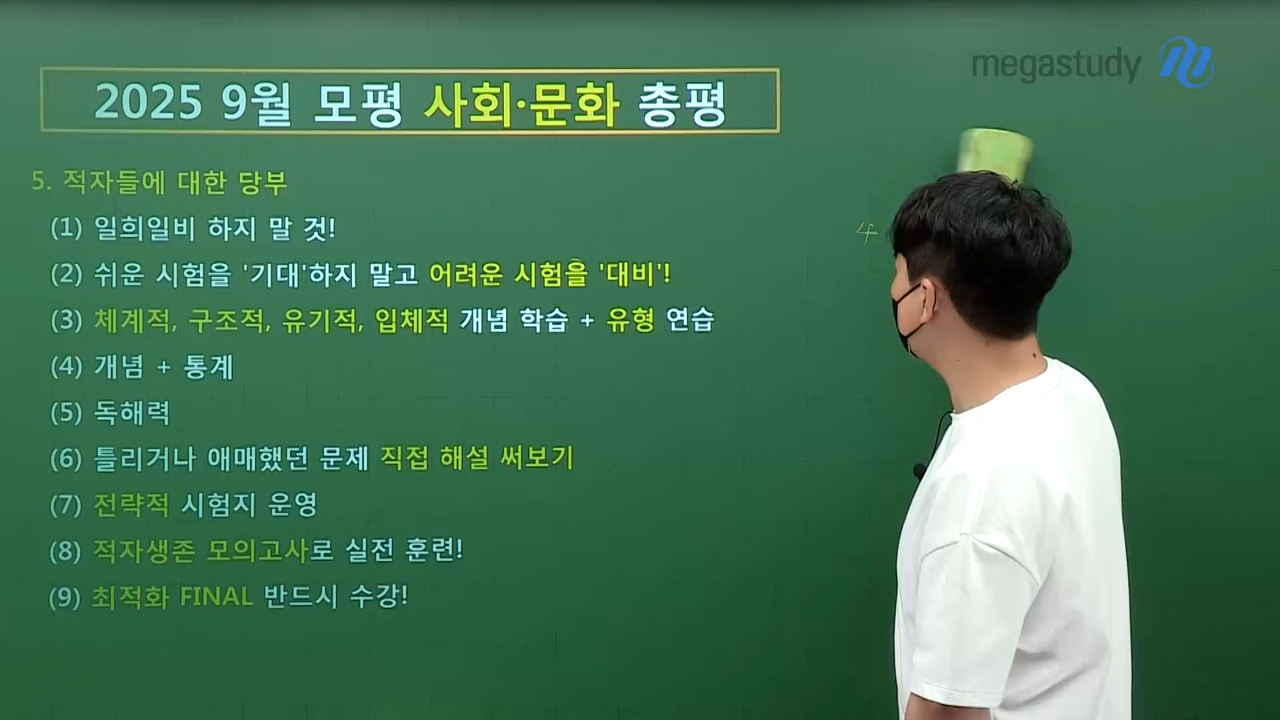 megastudy
2025 9월 모평 사회·문화 총평
5. 적자들에 대한 당부
(1) 일희일비 하지 말 것!
(2) 쉬운 시험을 '기대'하지 말고 어려운 시험을 '대비'!
(3) 체계적, 구조적, 유기적, 입체적 개념 학습 + 유형 연습
(4) 개념 + 통계
(5) 독해력
(6) 틀리거나 애매했던 문제 직접 해설 써보기
(7) 전략적 시험지 운영
(8) 적자생존 모의고사로 실전 훈련!
(9) 최적화 FINAL 반드시 수강!